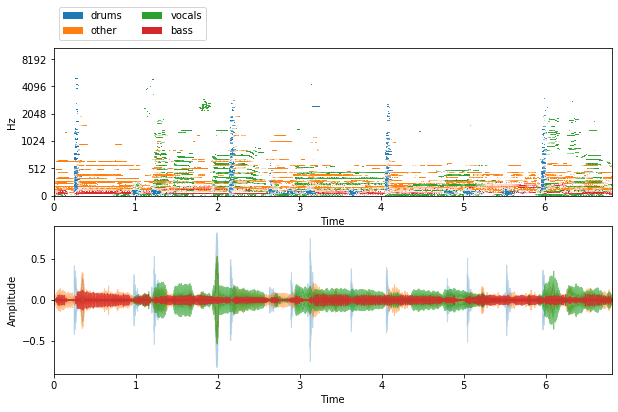 drums vocals
other bass
8192
4096
2048
1024
512
0
Hz
0 1 2 3 4 5 6
Time
0.5
0.0
−0.5
Amplitude
0 1 2 3 4 5 6
Time